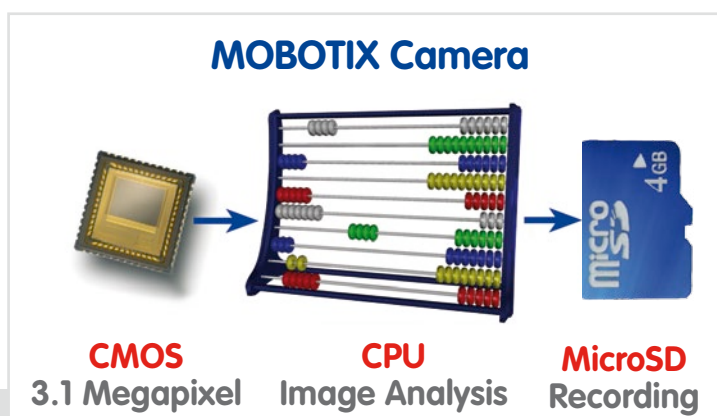 MOBOTIX Camera
4GB
micro
SD
CMOS
3.1 Megapixel
CPU
Image Analysis
MicroSD
Recording